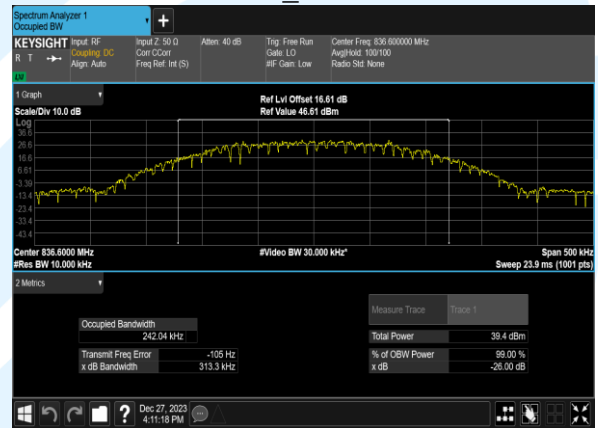 Spectrum Analyzer 1
Occupied BW
+
KEYSIGHT Input: RF Input Z: 50 Ω Atten: 40 dB Trig: Free Run Center Freq: 836.600000 MHz
R T Coupling: DC Corr CCorr Gate: LO Avg|Hold: 100/100
Align: Auto Freq Ref: Int (S) #IF Gain: Low Radio Std: None
LV
1 Graph
Ref Lvl Offset 16.61 dB
Scale/Div 10.0 dB Ref Value 46.61 dBm
Log
36.6
26.6
16.6
6.61
-3.39
-13.4
-23.4
-33.4
-43.4
Center 836.6000 MHz #Video BW 30.000 kHz* Span 500 kHz
#Res BW 10.000 kHz Sweep 23.9 ms (1001 pts)
2 Metrics
Measure Trace Trace 1
Occupied Bandwidth
242.04 kHz Total Power 39.4 dBm
Transmit Freq Error -105 Hz % of OBW Power 99.00 %
x dB Bandwidth 313.3 kHz x dB -26.00 dB
? Dec 27, 2023
4:11:18 PM